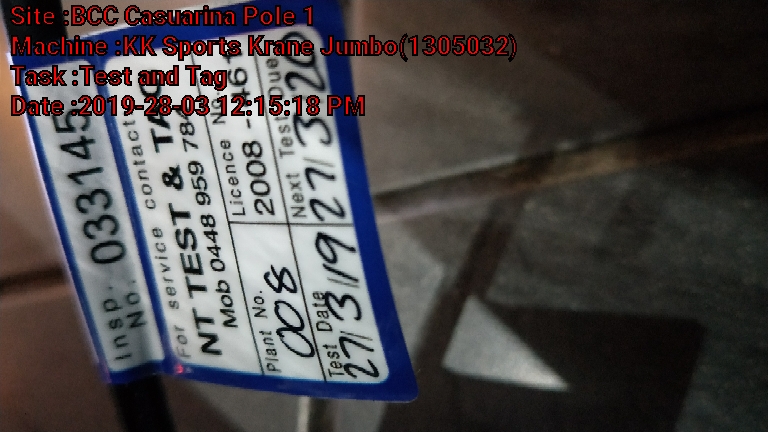 Site :BCC Casuarina Pole 1
Machine :KK Sports Krane Jumbo(1305032)
Task :Test and Tag
Date :2019-28-03 12:15:18 PM
Insp. No. 033145
For service contact
NT TEST & TAG
Mob 0448 959 784
Plant No. 008
Licence No. 2008
Test Date 27/3/19
Next Test Due 27/3/20